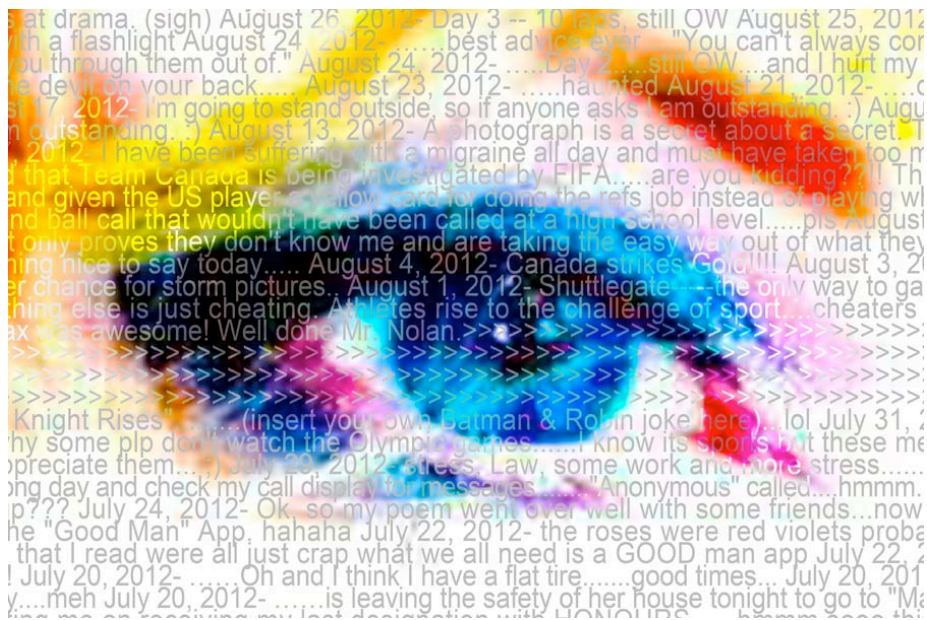 at drama. (sigh) August 26, 2012- Day 3 -- 10 laps, still OW August 25, 2012
with a flashlight August 24, 2012- ......best advice ever... "You can't always con
you through them out of." August 24, 2012- .....Day 2.....still OW....and I hurt my
e devil on your back..... August 23, 2012- .....haunted August 21, 2012- ...
st 17, 2012- I'm going to stand outside, so if anyone asks I am outstanding. :) Augu
n outstanding. :) August 13, 2012- A photograph is a secret about a secret. T
2012- I have been suffering with a migraine all day and must have taken too m
d that Team Canada is being investigated by FIFA.....are you kidding??!! Th
and given the US player a yellow card for doing the refs job instead of playing wh
nd ball call that wouldn't have been called at a high school level.....pls August
t only proves they don't know me and are taking the easy way out of what they
hing nice to say today..... August 4, 2012- Canada strikes Gold!!!! August 3, 2
er chance for storm pictures. August 1, 2012- Shuttlegate - the only way to ga
thing else is just cheating. Athletes rise to the challenge of sport....cheaters
ax was awesome! Well done Mr. Nolan.>>>>>>>>>>>>>>>>>>>>>>>
>>>>>>>>>>>>>>>>>>>>>>>>>>>>>>>>>>>>>>>>>>>>>
>>>>>>>>>>>>>>>>>>>>>>>>>>>>>>>>>>>>>>>>>>>>>
>>>>>>>>>>>>>>>>>>>>>>>>>>>>>>>>>>>>>>>>>>>>>
Knight Rises" ......(insert your own Batman & Robin joke here)...lol July 31, 2
hy some plp don't watch the Olympic games.......I know its sports but these me
ppreciate them...:) July 29, 2012- stress, Law, some work and more stress......
ong day and check my call display for messages......."Anonymous" called....hmmm.
p??? July 24, 2012- Ok, so my poem went over well with some friends...now
he "Good Man" App, hahaha July 22, 2012- the roses were red violets proba
that I read were all just crap what we all need is a GOOD man app July 22, 2
! July 20, 2012- ......Oh and I think I have a flat tire......good times... July 20, 201
y....meh July 20, 2012- ......is leaving the safety of her house tonight to go to "Ma
ring me on receiving my last designation with HONOURS